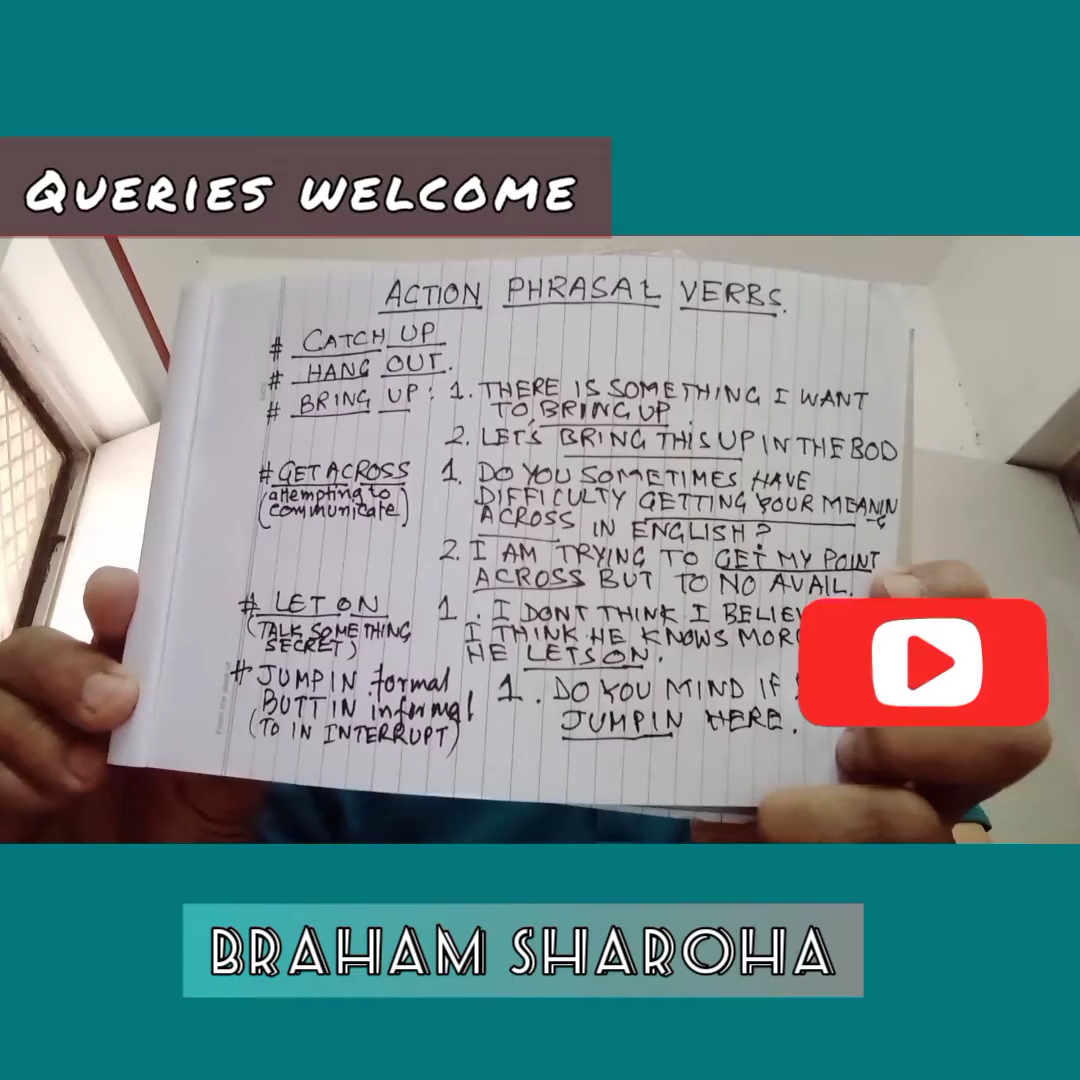 QUERIES WELCOME
ACTION PHRASAL VERBS.
# CATCH UP
# HANG OUT.
# BRING UP : 1. THERE IS SOMETHING I WANT
TO BRING UP
2. LET'S BRING THIS UP IN THE BOD
# GET ACROSS 1. DO YOU SOMETIMES HAVE
(attempting to DIFFICULTY GETTING YOUR MEANING
communicate) ACROSS IN ENGLISH?
2. I AM TRYING TO GET MY POINT
ACROSS BUT TO NO AVAIL.
# LET ON 1. I DONT THINK I
(TALK SOMETHING I THINK HE KNOWS
SECRET) HE LETS ON.
# JUMP IN formal 1. DO YOU MIND IF
BUTT IN informal JUMP IN HERE.
(TO IN INTERRUPT)
BRAHAM SHAROHA